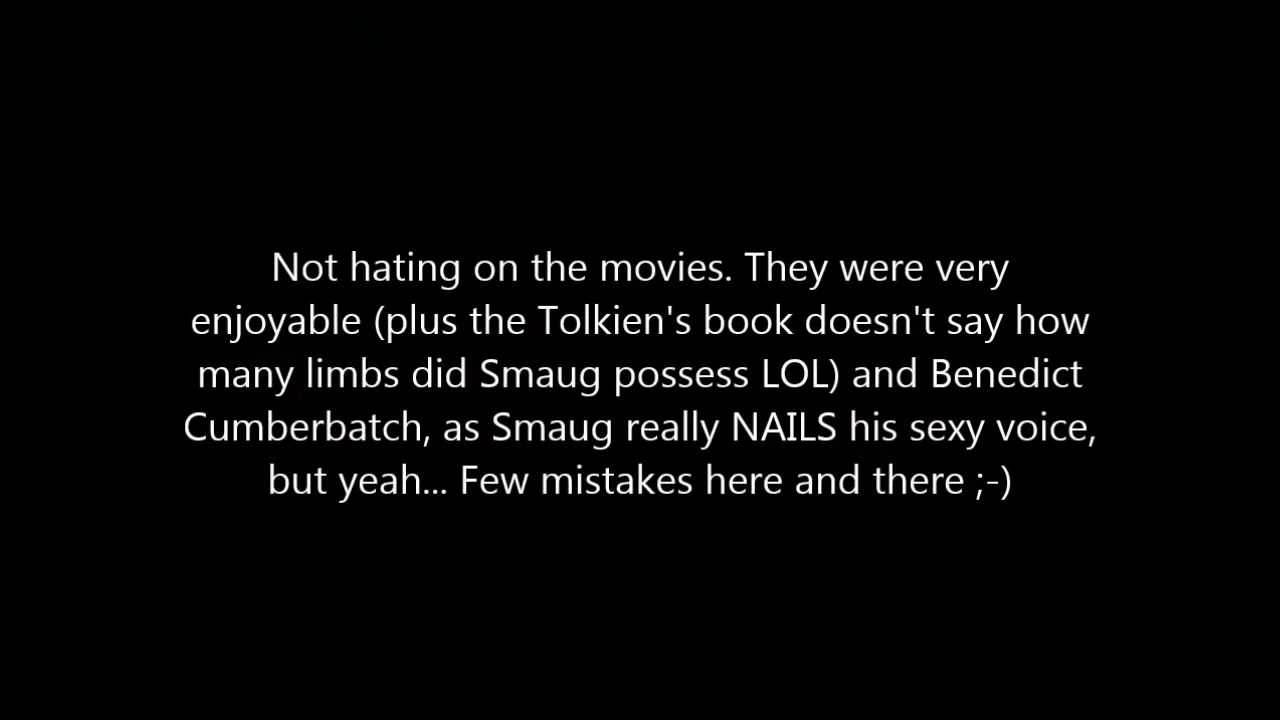 Not hating on the movies. They were very
enjoyable (plus the Tolkien's book doesn't say how
many limbs did Smaug possess LOL) and Benedict
Cumberbatch, as Smaug really NAILS his sexy voice,
but yeah... Few mistakes here and there ;-)